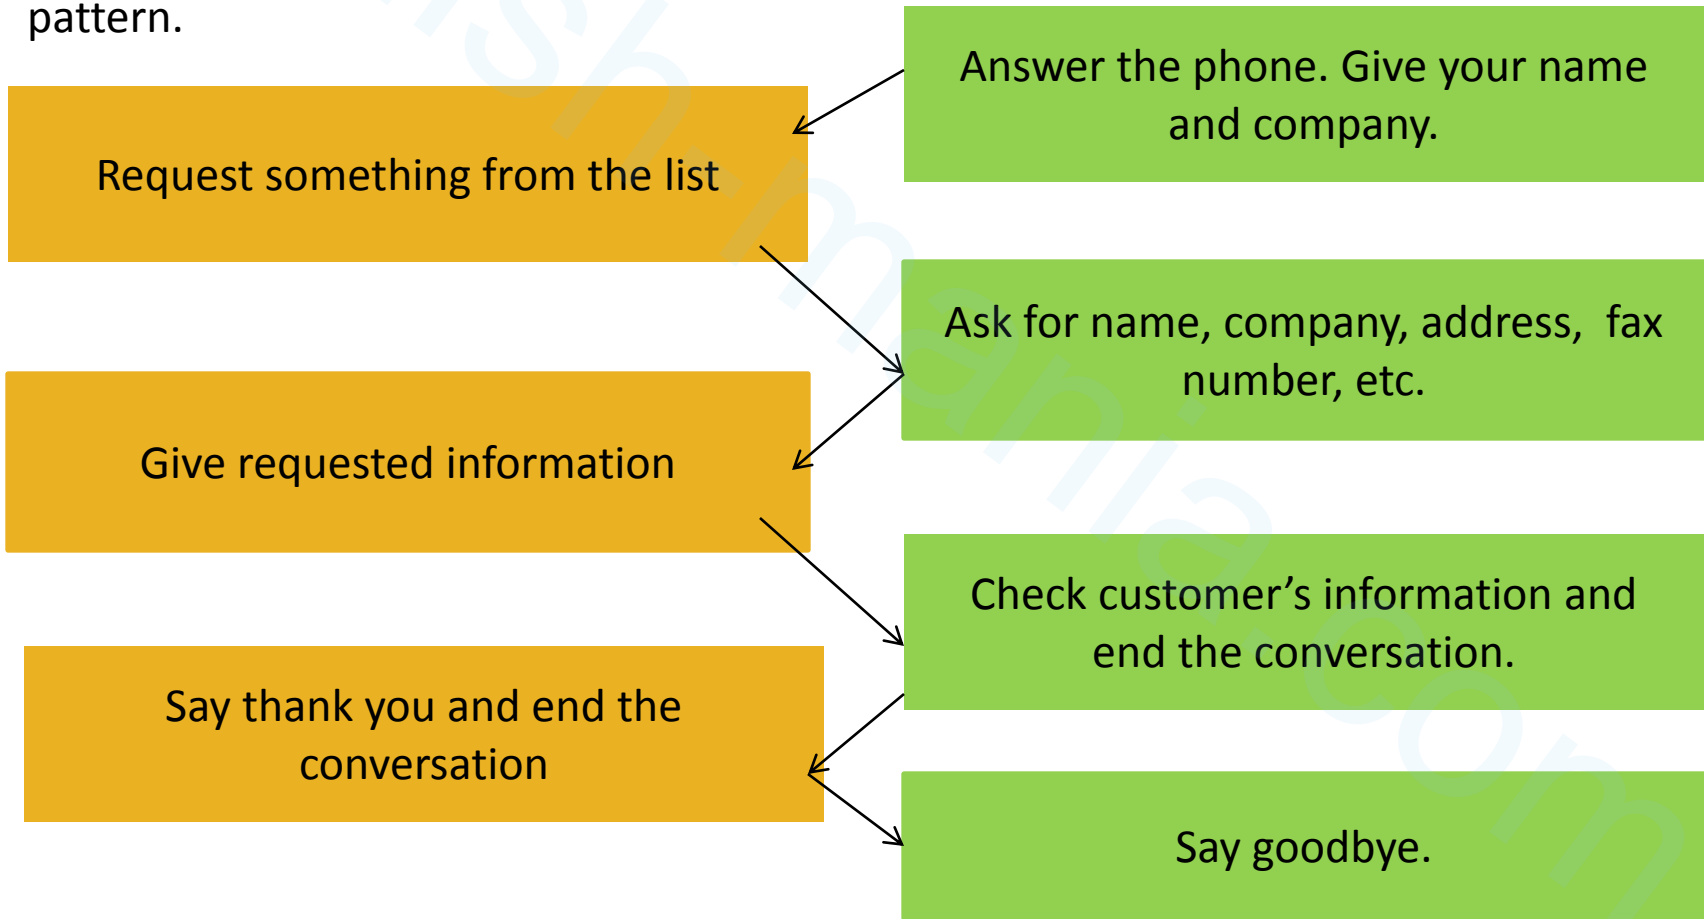 pattern.
Answer the phone. Give your name
and company.
Request something from the list
Ask for name, company, address, fax
number, etc.
Give requested information
Check customer’s information and
end the conversation.
Say thank you and end the
conversation
Say goodbye.